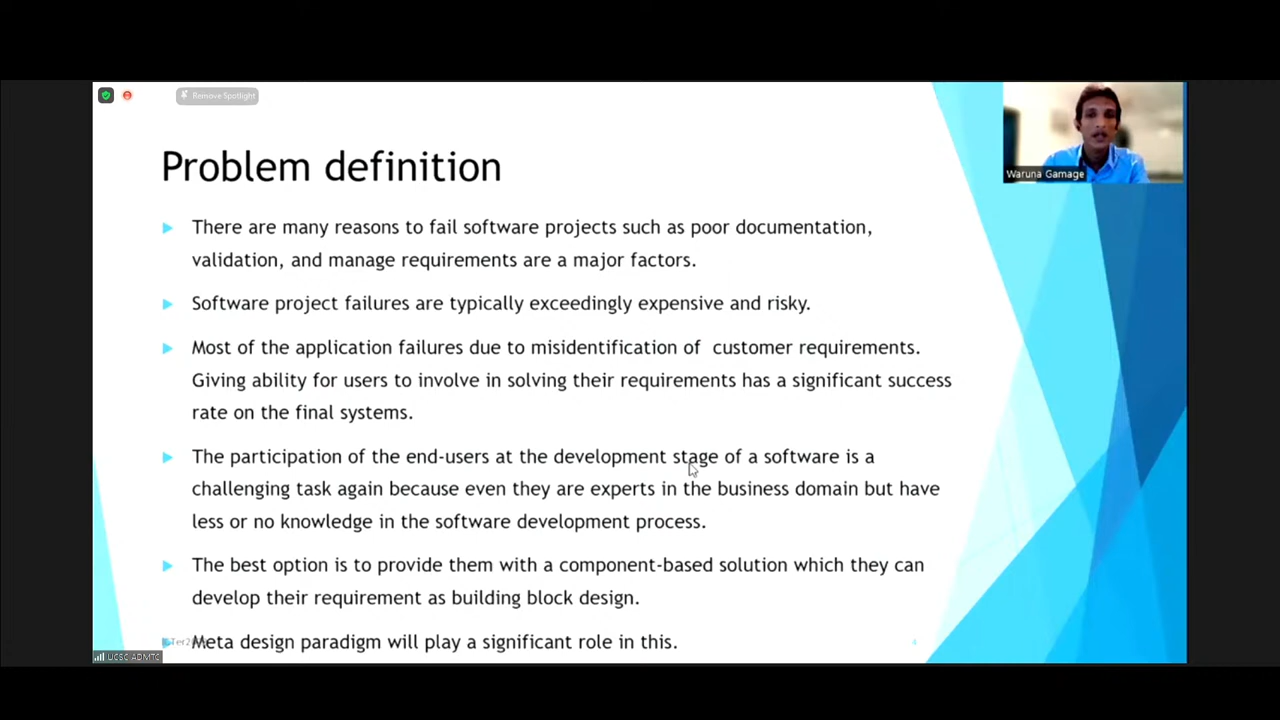 Remove Spotlight
Waruna Gamage
Problem definition
There are many reasons to fail software projects such as poor documentation,
validation, and manage requirements are a major factors.
Software project failures are typically exceedingly expensive and risky.
Most of the application failures due to misidentification of  customer requirements.
Giving ability for users to involve in solving their requirements has a significant success
rate on the final systems.
The participation of the end-users at the development stage of a software is a
challenging task again because even they are experts in the business domain but have
less or no knowledge in the software development process.
The best option is to provide them with a component-based solution which they can
develop their requirement as building block design.
Meta design paradigm will play a significant role in this.
4
UCSC-ADMTC